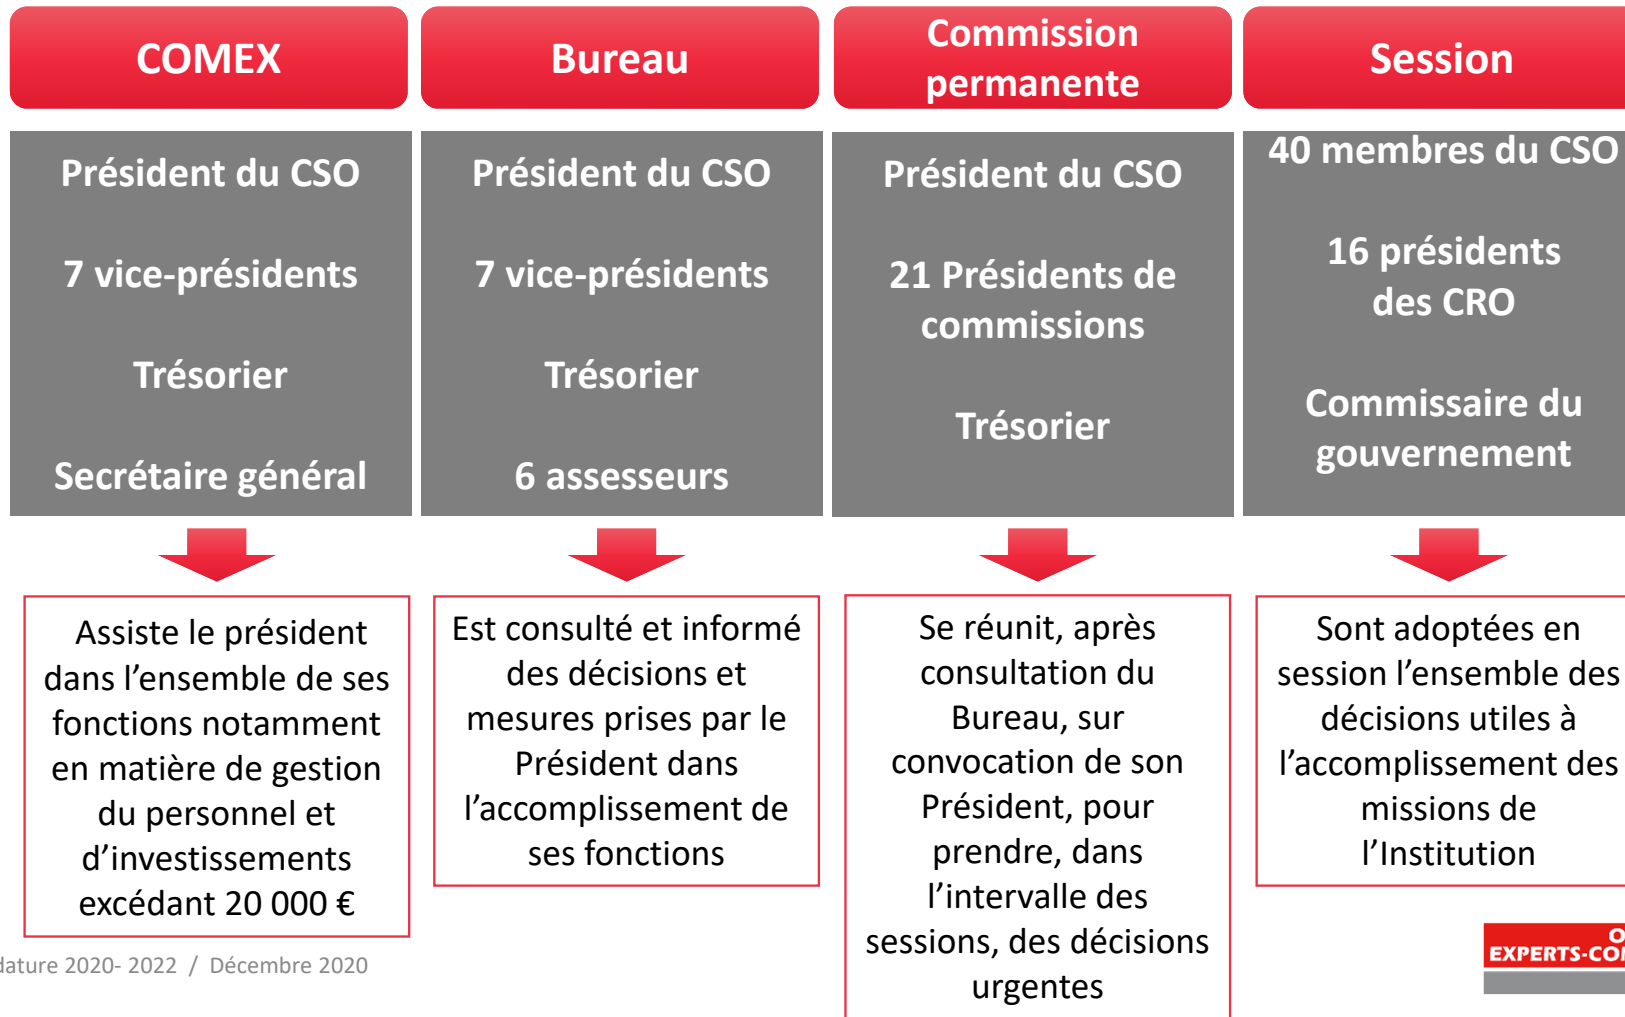 COMEX
Président du CSO
7 vice-présidents
Trésorier
Secrétaire général
Assiste le président
dans l’ensemble de ses
fonctions notamment
en matière de gestion
du personnel et
d’investissements
excédant 20 000 €
Bureau
Président du CSO
7 vice-présidents
Trésorier
6 assesseurs
Est consulté et informé
des décisions et
mesures prises par le
Président dans
l’accomplissement de
ses fonctions
Commission
permanente
Président du CSO
21 Présidents de
commissions
Trésorier
Se réunit, après
consultation du
Bureau, sur
convocation de son
Président, pour
prendre, dans
l’intervalle des
sessions, des décisions
urgentes
Session
40 membres du CSO
16 présidents
des CRO
Commissaire du
gouvernement
Sont adoptées en
session l’ensemble des
décisions utiles à
l’accomplissement des
missions de
l’Institution
dature 2020- 2022 / Décembre 2020
O
EXPERTS-CO